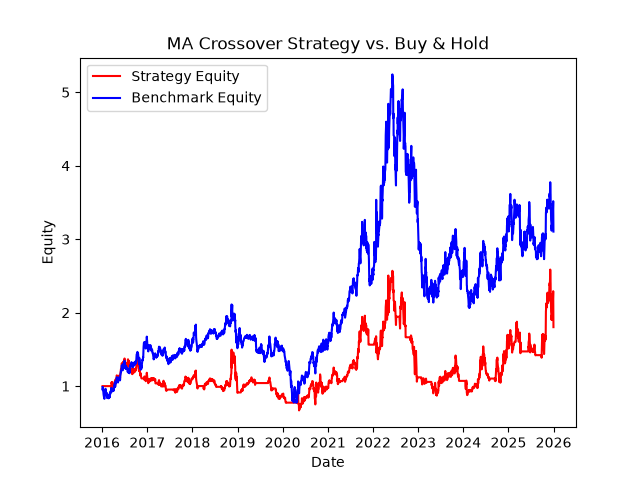 MA Crossover Strategy vs. Buy & Hold
Strategy Equity
Benchmark Equity
5
4
3
2
1
Equity
2016 2017 2018 2019 2020 2021 2022 2023 2024 2025 2026
Date